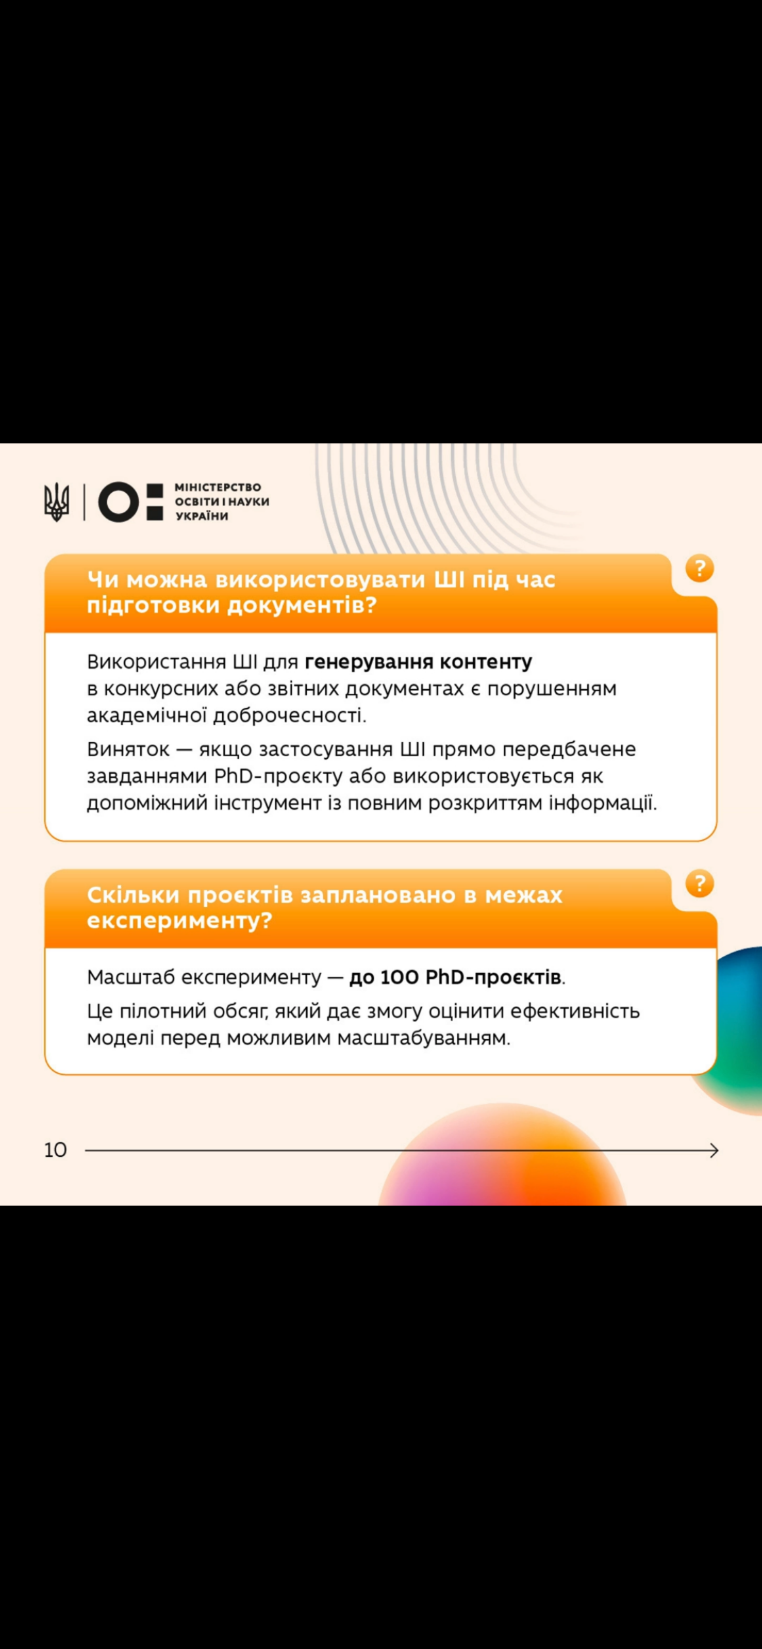 МІНІСТЕРСТВО
ОСВІТИ І НАУКИ
УКРАЇНИ
Чи можна використовувати ШІ під час
підготовки документів?
?
Використання ШІ для генерування контенту
в конкурсних або звітних документах є порушенням
академічної доброчесності.
Виняток — якщо застосування ШІ прямо передбачене
завданнями PhD-проєкту або використовується як
допоміжний інструмент із повним розкриттям інформації.
Скільки проєктів заплановано в межах
експерименту?
?
Масштаб експерименту — до 100 PhD-проєктів.
Це пілотний обсяг, який дає змогу оцінити ефективність
моделі перед можливим масштабуванням.
10